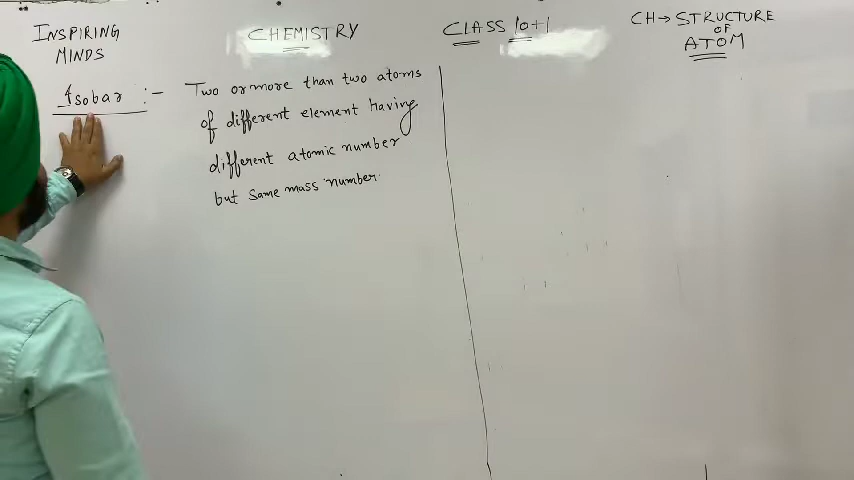 INSPIRING
MINDS
CHEMISTRY
CLASS 10+1
CH→ STRUCTURE
OF
ATOM
Isobar :-
Two or more than two atoms
of different element having
different atomic number
but same mass number.